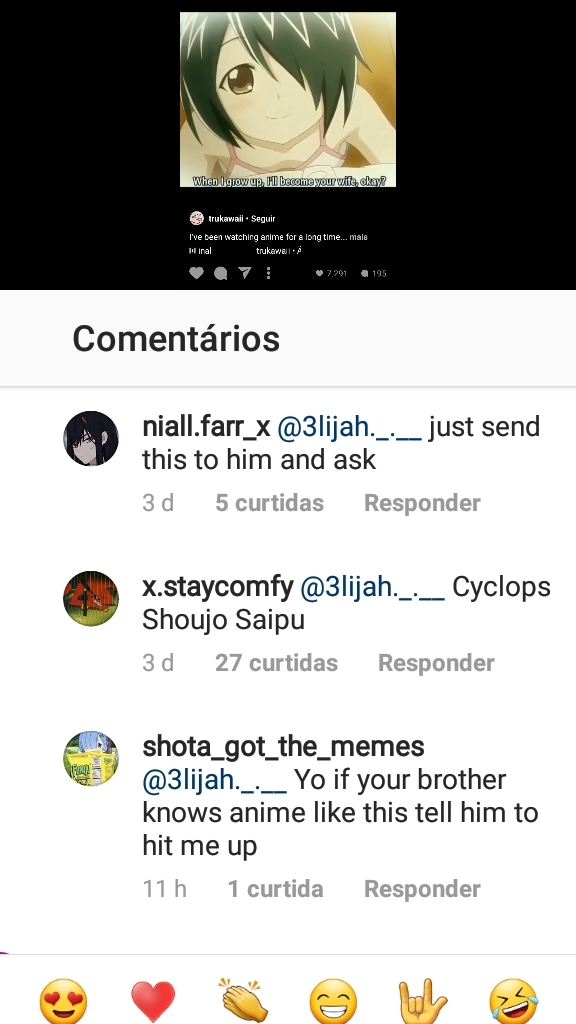 When I grow up, I'll become your wife, okay?
trukawaii • Seguir
I've been watching anime for a long time... mais
inal trukawaii •
7,291 195
Comentários
niall.farr_x @3lijah._.__ just send
this to him and ask
3 d 5 curtidas Responder
x.staycomfy @3lijah._.__ Cyclops
Shoujo Saipu
3 d 27 curtidas Responder
shota_got_the_memes
@3lijah._.__ Yo if your brother
knows anime like this tell him to
hit me up
11 h 1 curtida Responder